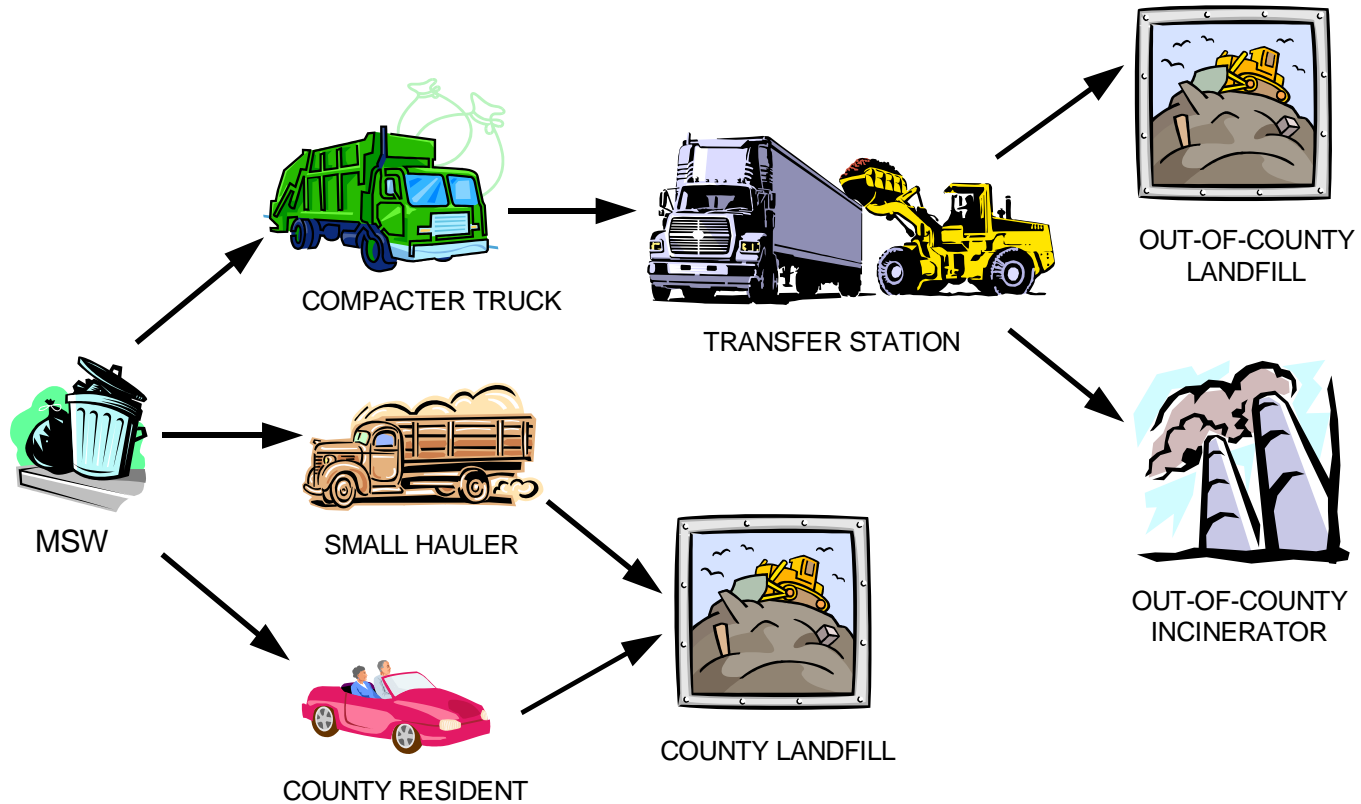 OUT-OF-COUNTY
LANDFILL
COMPACTER TRUCK
TRANSFER STATION
MSW
SMALL HAULER
OUT-OF-COUNTY
INCINERATOR
COUNTY LANDFILL
COUNTY RESIDENT